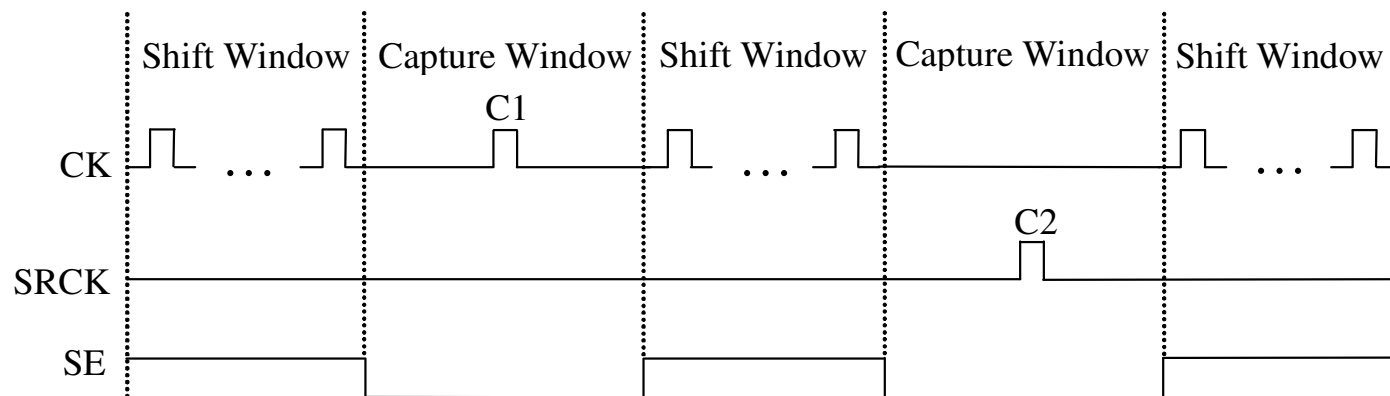 Shift Window Capture Window Shift Window Capture Window Shift Window
C1
CK
...
...
...
C2
SRCK
SE